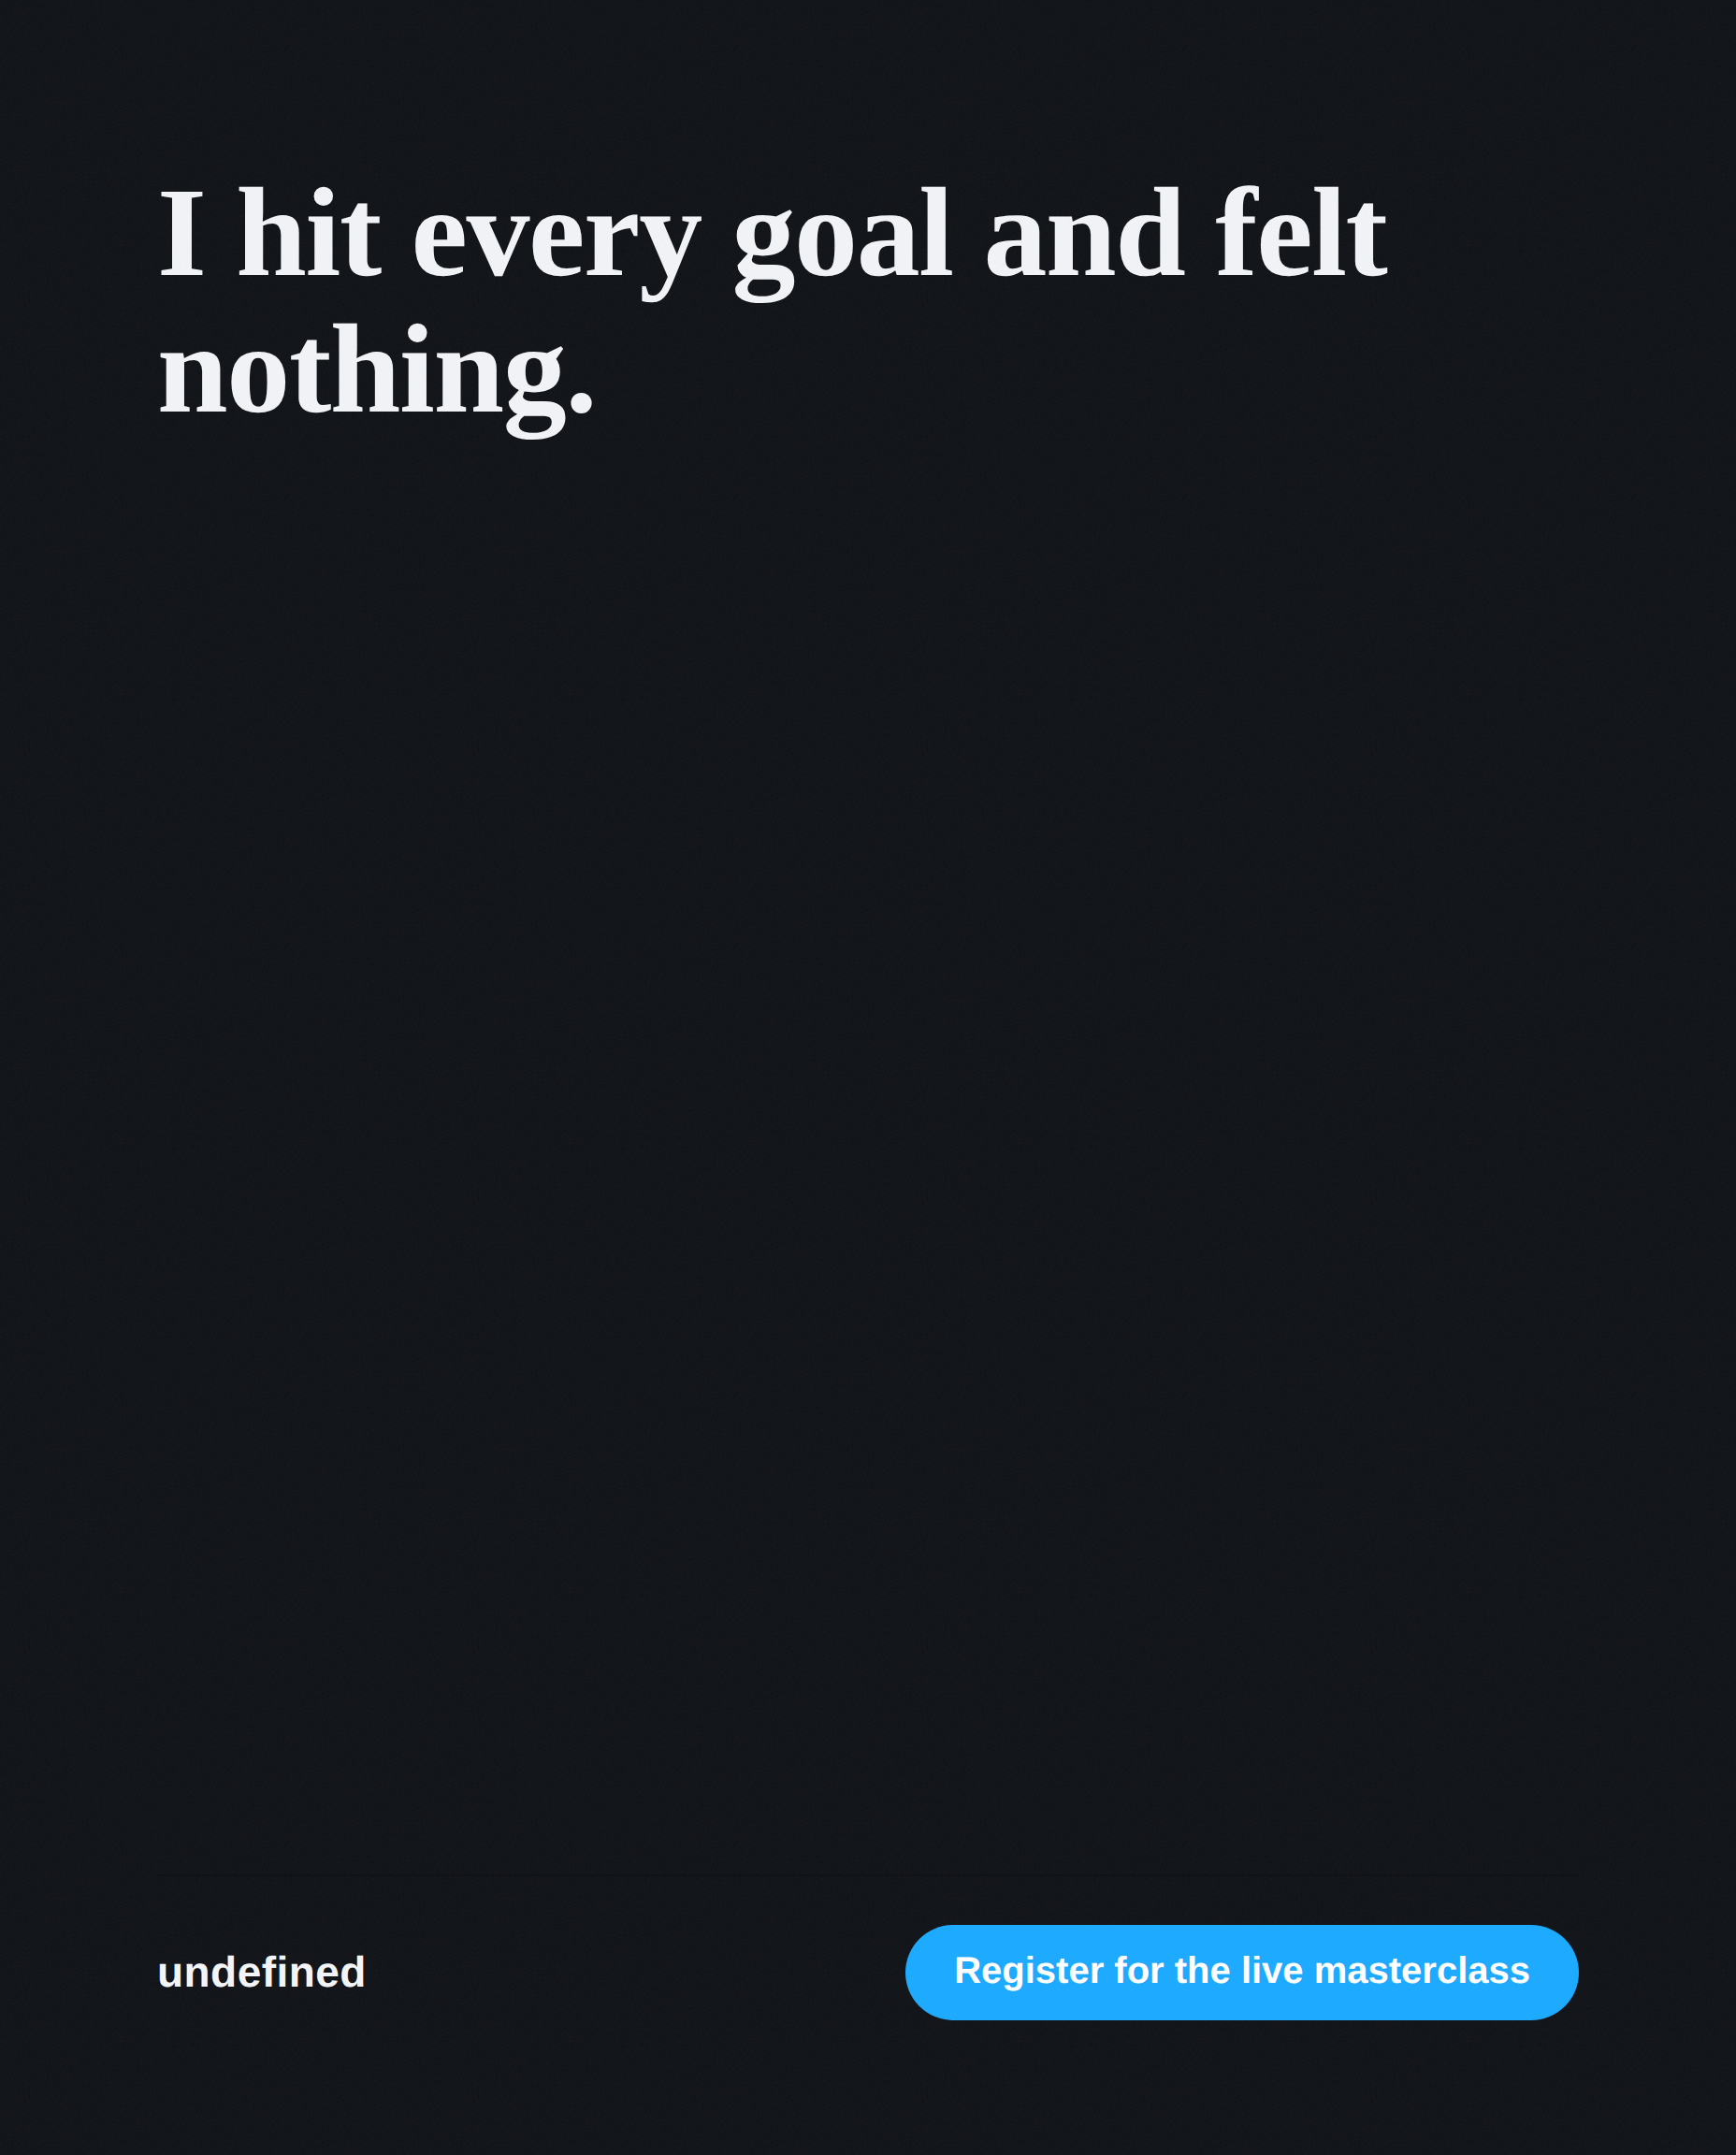 I hit every goal and felt
nothing.
undefined
Register for the live masterclass